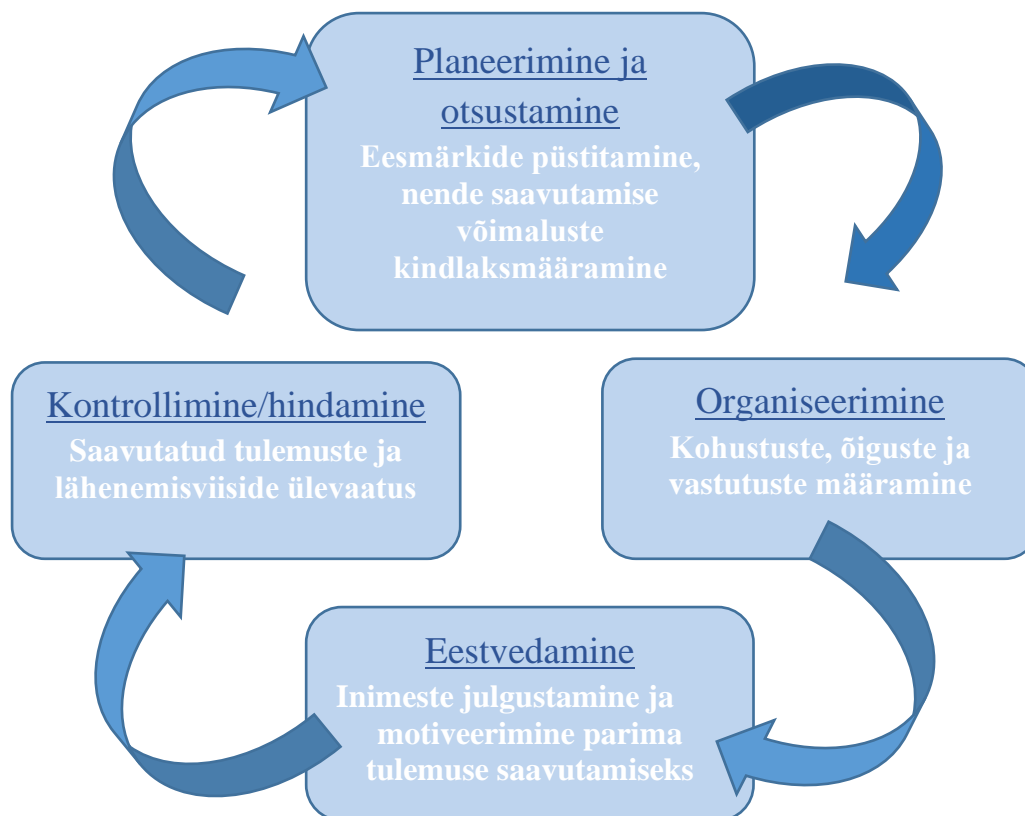 Planeerimine ja
otsustamine
Eesmärkide püstitamine,
nende saavutamise
võimaluste
kindlaksmääramine
Kontrollimine/hindamine
Saavutatud tulemuste ja
lähenemisviiside ülevaatus
Organiseerimine
Kohustuste, õiguste ja
vastutuste määramine
Eestvedamine
Inimeste julgustamine ja
motiveerimine parima
tulemuse saavutamiseks